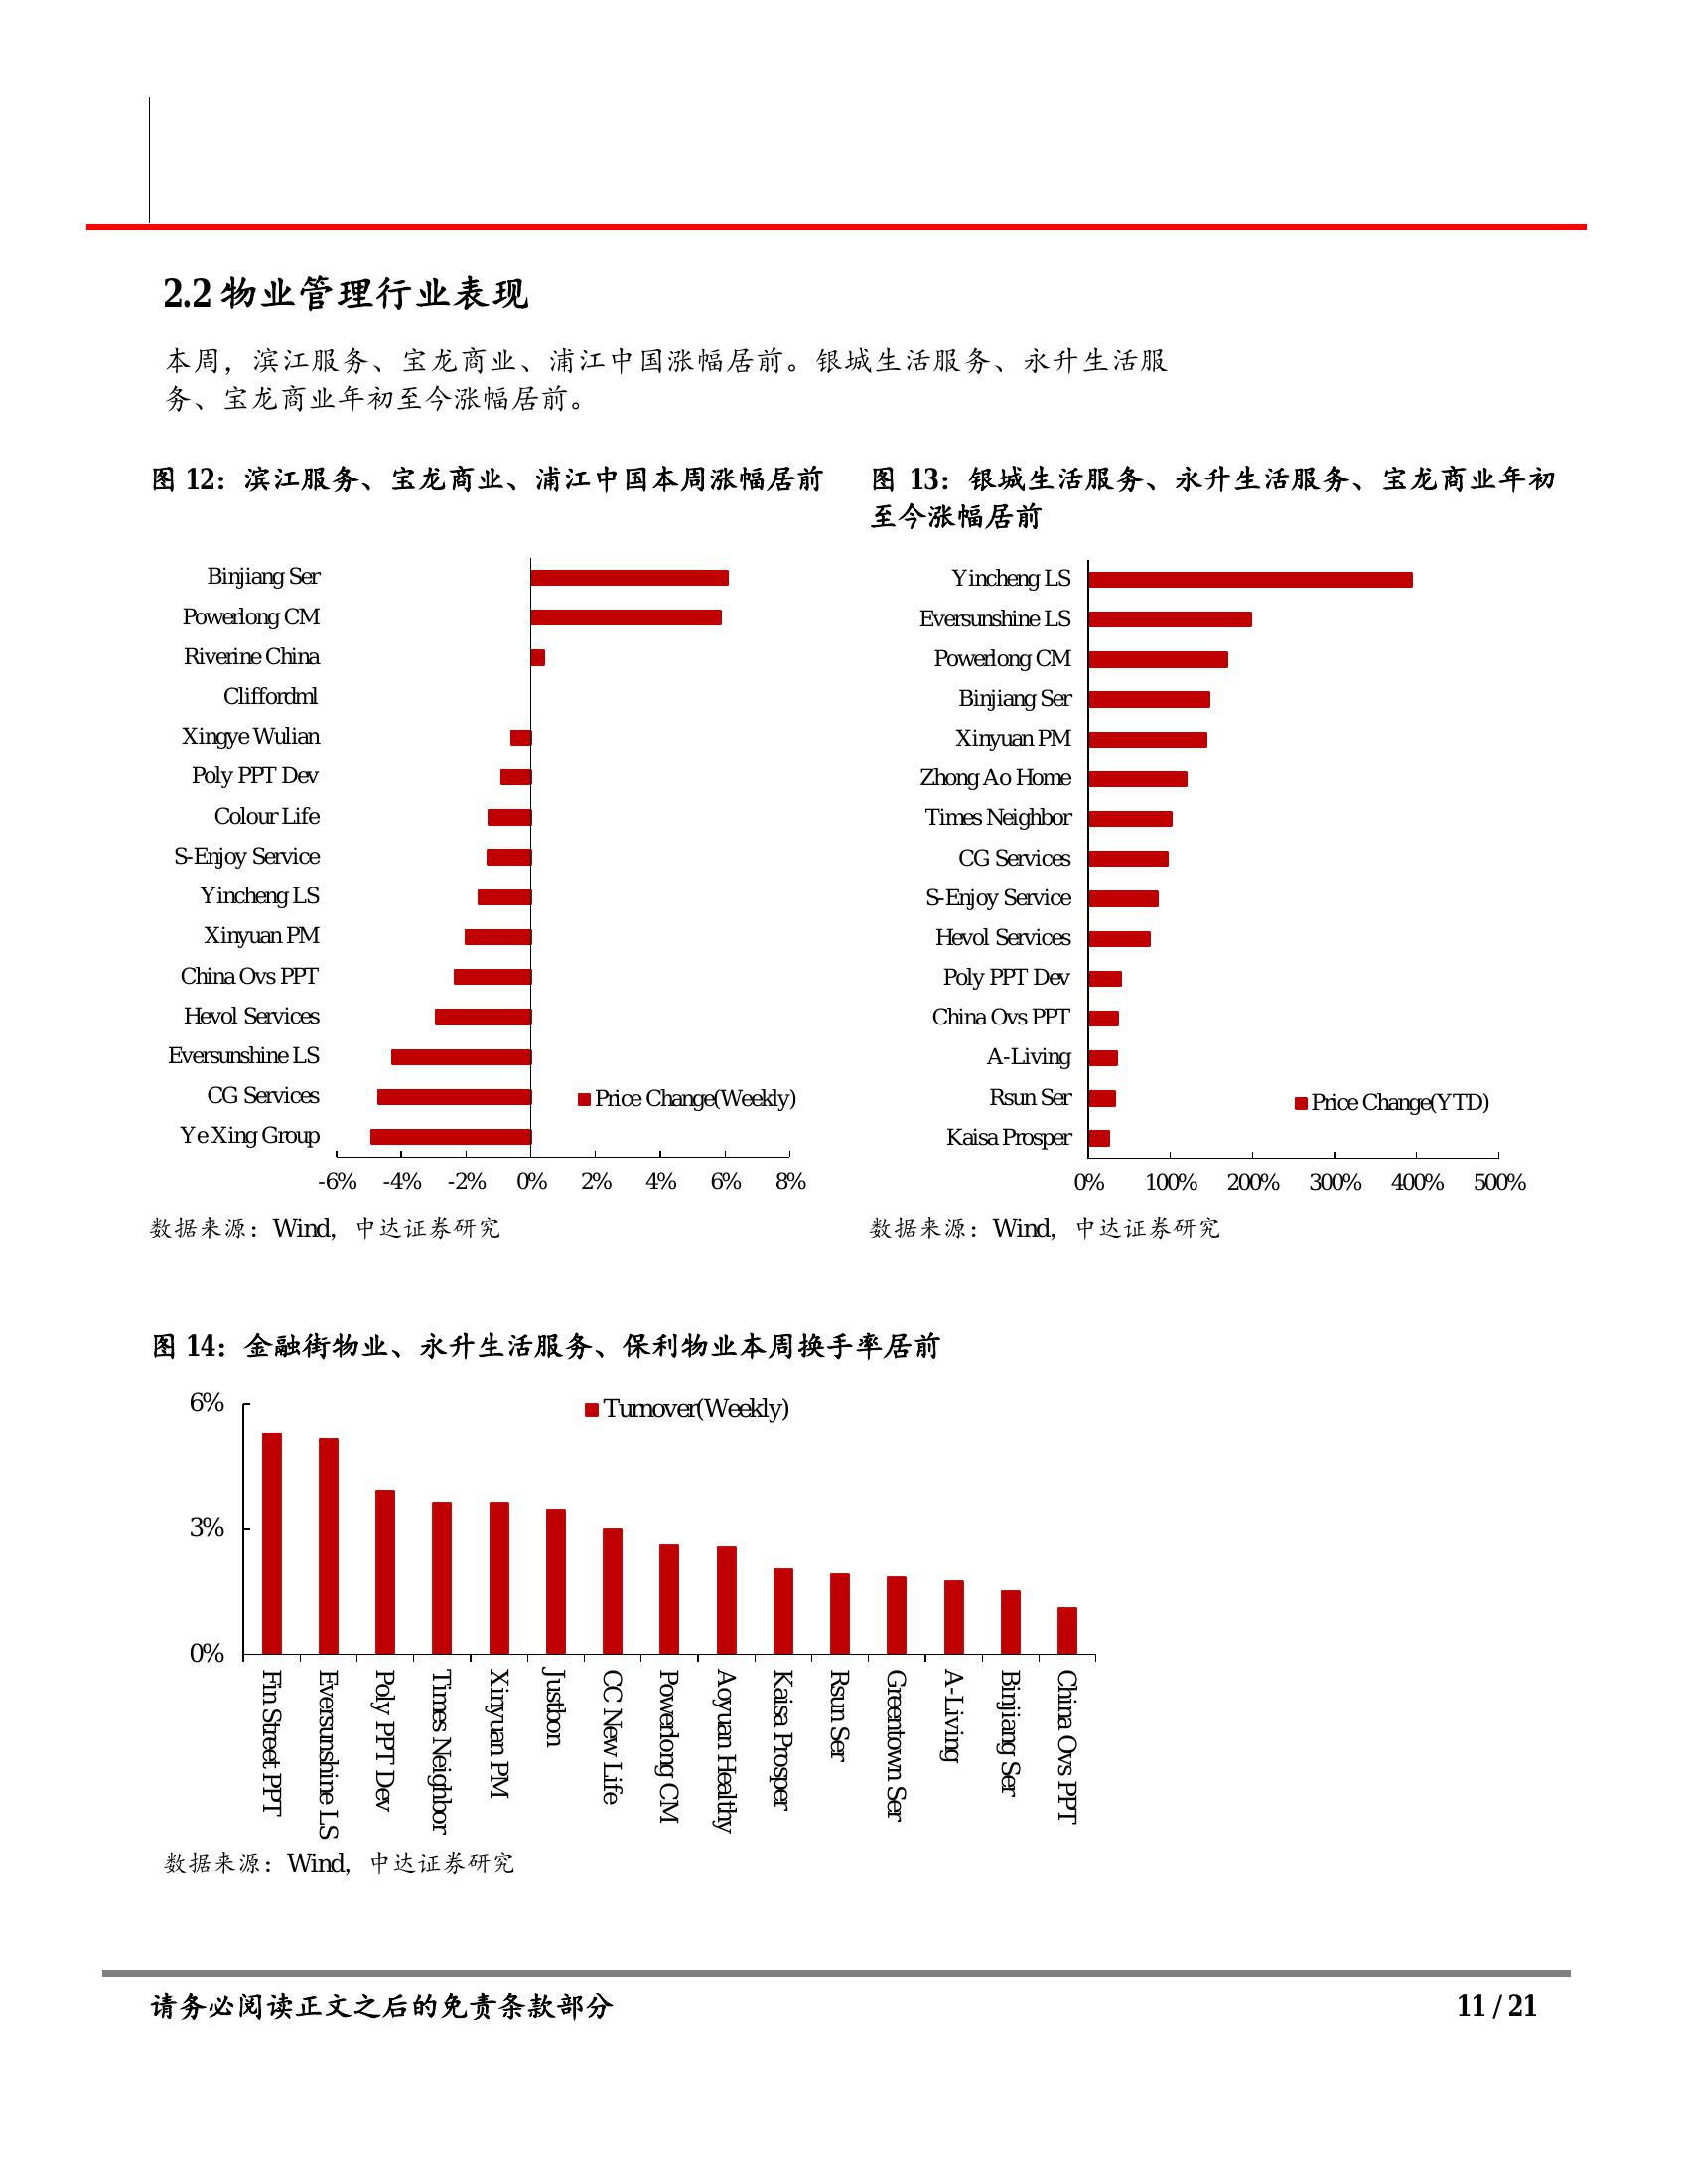 2.2 物业管理行业表现
本周，滨江服务、宝龙商业、浦江中国涨幅居前。银城生活服务、永升生活服
务、宝龙商业年初至今涨幅居前。
图 12：滨江服务、宝龙商业、浦江中国本周涨幅居前
Binjiang Ser
Powerlong CM
Riverine China
Cliffordml
Xingye Wulian
Poly PPT Dev
Colour Life
S-Enjoy Service
Yincheng LS
Xinyuan PM
China Ovs PPT
Hevol Services
Eversunshine LS
CG Services
Ye Xing Group
Price Change(Weekly)
-6% -4% -2% 0% 2% 4% 6% 8%
数据来源：Wind，中达证券研究
图 13：银城生活服务、永升生活服务、宝龙商业年初
至今涨幅居前
Yincheng LS
Eversunshine LS
Powerlong CM
Binjiang Ser
Xinyuan PM
Zhong Ao Home
Times Neighbor
CG Services
S-Enjoy Service
Hevol Services
Poly PPT Dev
China Ovs PPT
A-Living
Rsun Ser
Kaisa Prosper
Price Change(YTD)
0% 100% 200% 300% 400% 500%
数据来源：Wind，中达证券研究
图 14：金融街物业、永升生活服务、保利物业本周换手率居前
Turnover(Weekly)
6%
3%
0%
Fin Street PPT
Eversunshine LS
Poly PPT Dev
Times Neighbor
Xinyuan PM
Justbon
CC New Life
Powerlong CM
Aoyuan Healthy
Kaisa Prosper
Rsun Ser
Greentown Ser
A-Living
Binjiang Ser
China Ovs PPT
数据来源：Wind，中达证券研究
请务必阅读正文之后的免责条款部分
11 / 21